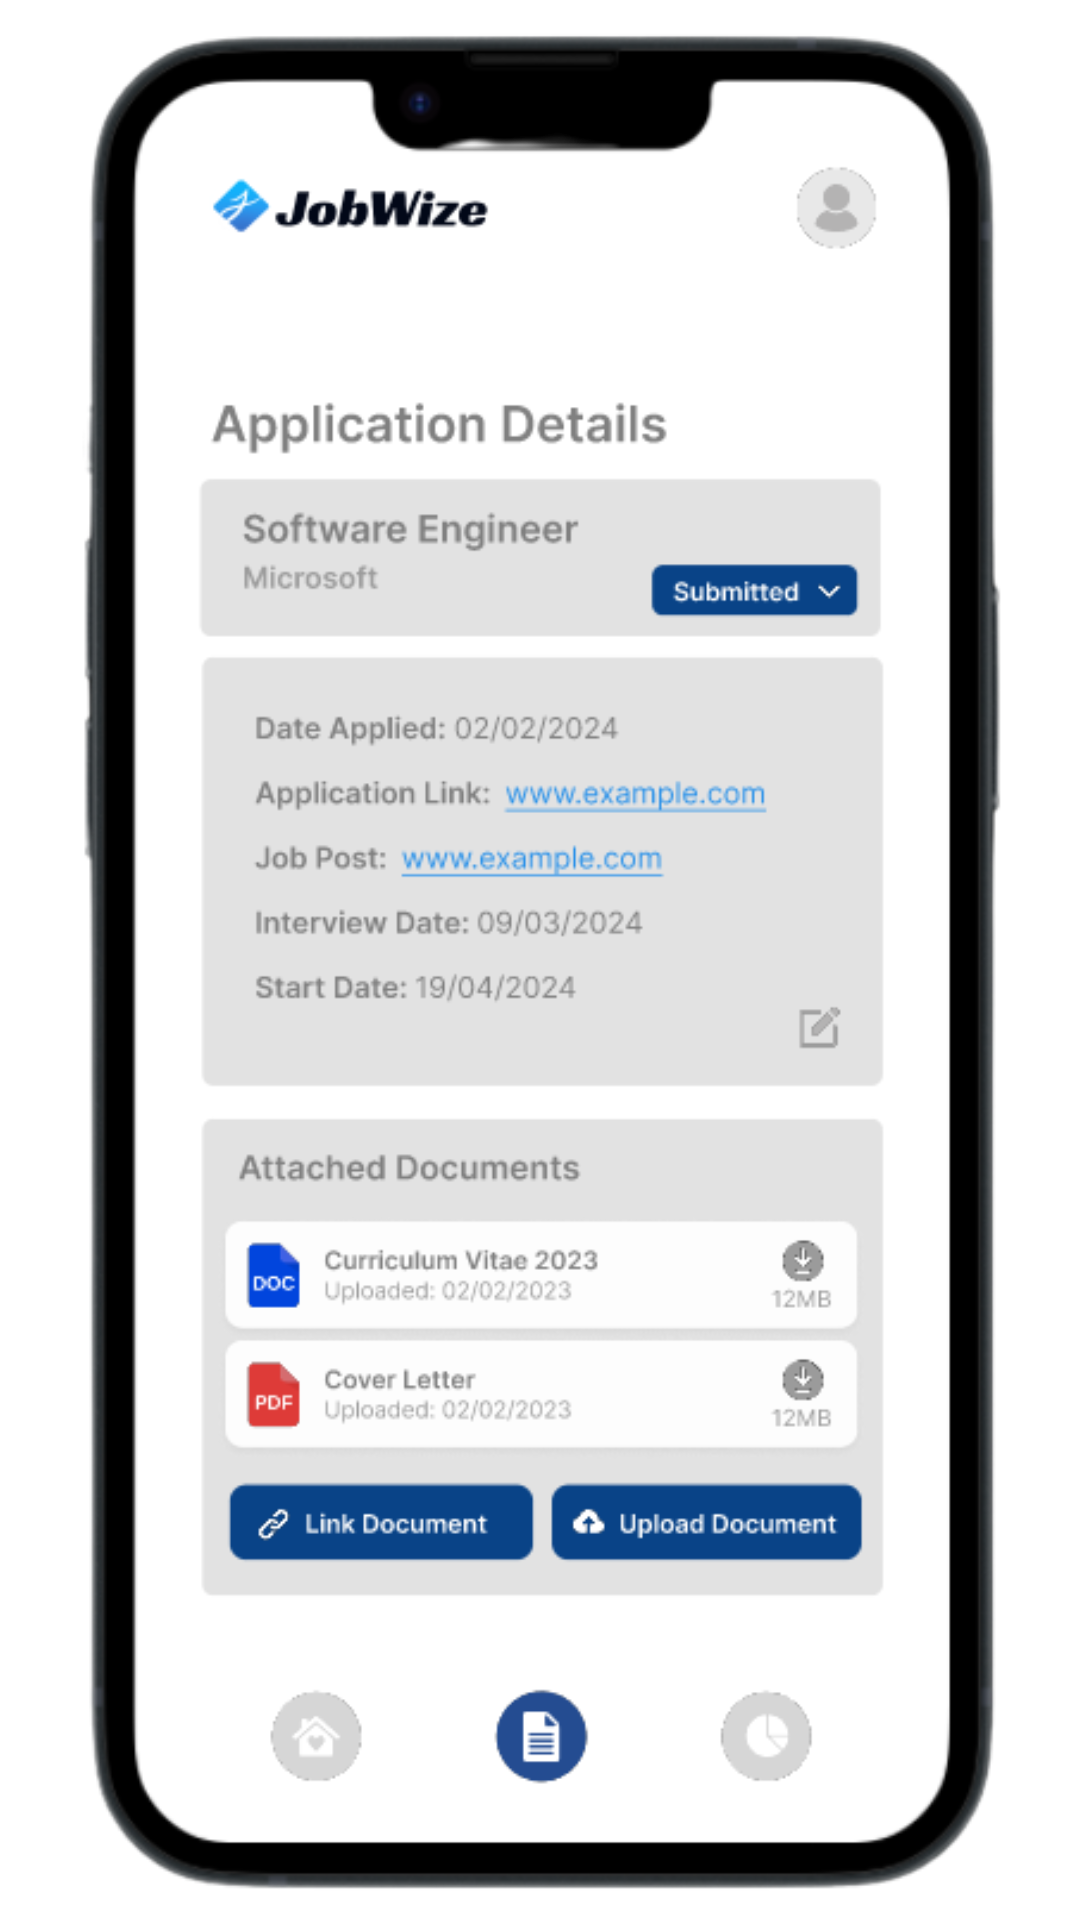 JobWize
Application Details
Software Engineer
Microsoft
Submitted
Date Applied: 02/02/2024
Application Link: www.example.com
Job Post: www.example.com
Interview Date: 09/03/2024
Start Date: 19/04/2024
Attached Documents
DOC
Curriculum Vitae 2023
Uploaded: 02/02/2023
12MB
PDF
Cover Letter
Uploaded: 02/02/2023
12MB
Link Document
Upload Document